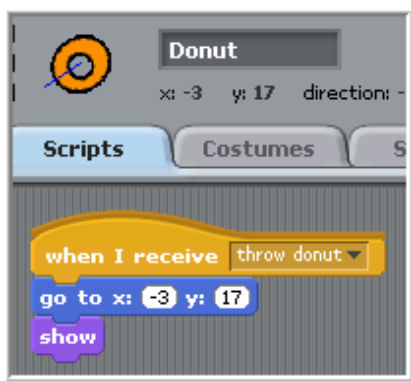 Donut
x: -3 y: 17 direction: -
Scripts Costumes S
when I receive throw donut
go to x: -3 y: 17
show